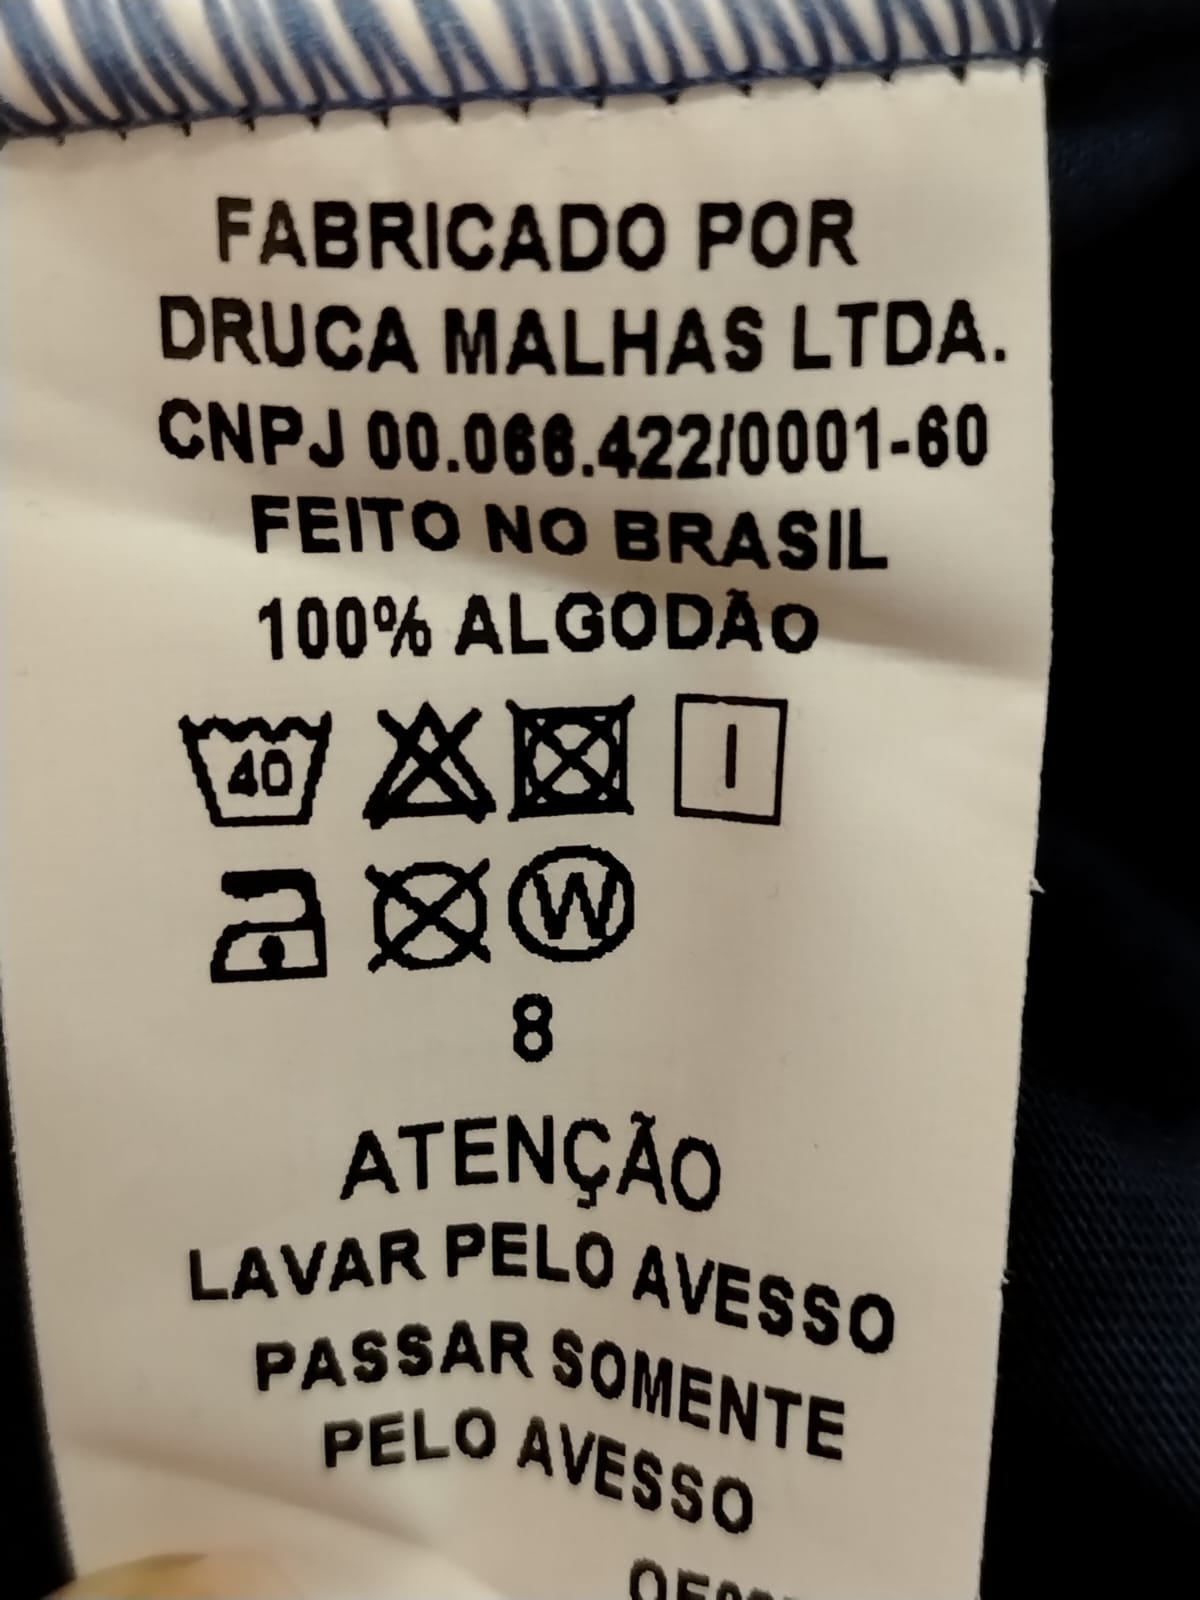 FABRICADO POR
DRUCA MALHAS LTDA.
CNPJ 00.066.422/0001-60
FEITO NO BRASIL
100% ALGODÃO
40
W
8
ATENÇÃO
LAVAR PELO AVESSO
PASSAR SOMENTE
PELO AVESSO